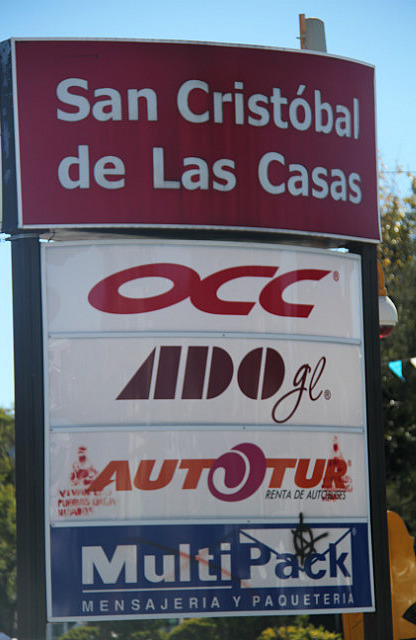 San Cristóbal
de Las Casas
OCC®
ADO gl®
AUTOTUR
RENTA DE AUTOBUSES
MultiPack
MENSAJERIA Y PAQUETERIA